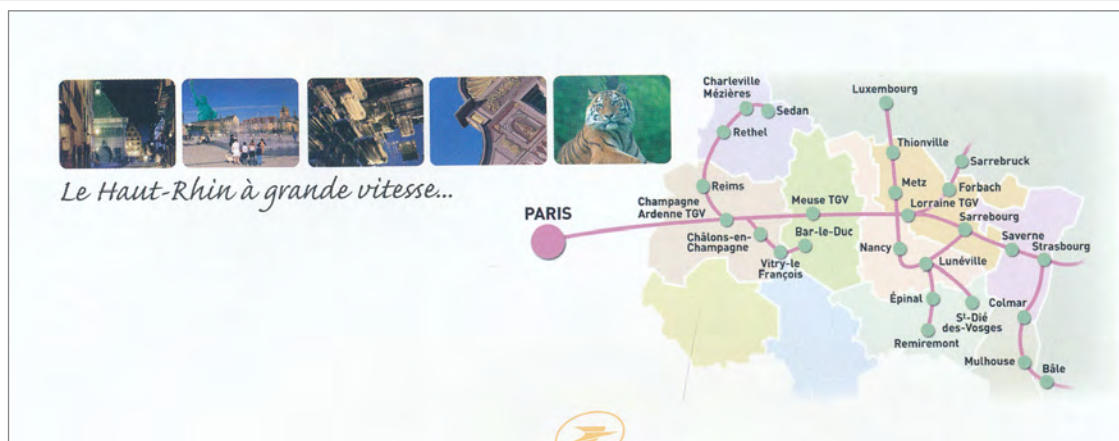 Le Haut-Rhin à grande vitesse...
PARIS
Charleville
Mézières
Sedan
Rethel
Reims
Champagne
Ardenne TGV
Châlons-en-
Champagne
Vitry-le
François
Bar-le-Duc
Meuse TGV
Luxembourg
Thionville
Metz
Sarrebruck
Forbach
Lorraine TGV
Sarrebourg
Saverne
Strasbourg
Nancy
Lunéville
Épinal
St-Dié
des-Vosges
Remiremont
Colmar
Mulhouse
Bâle